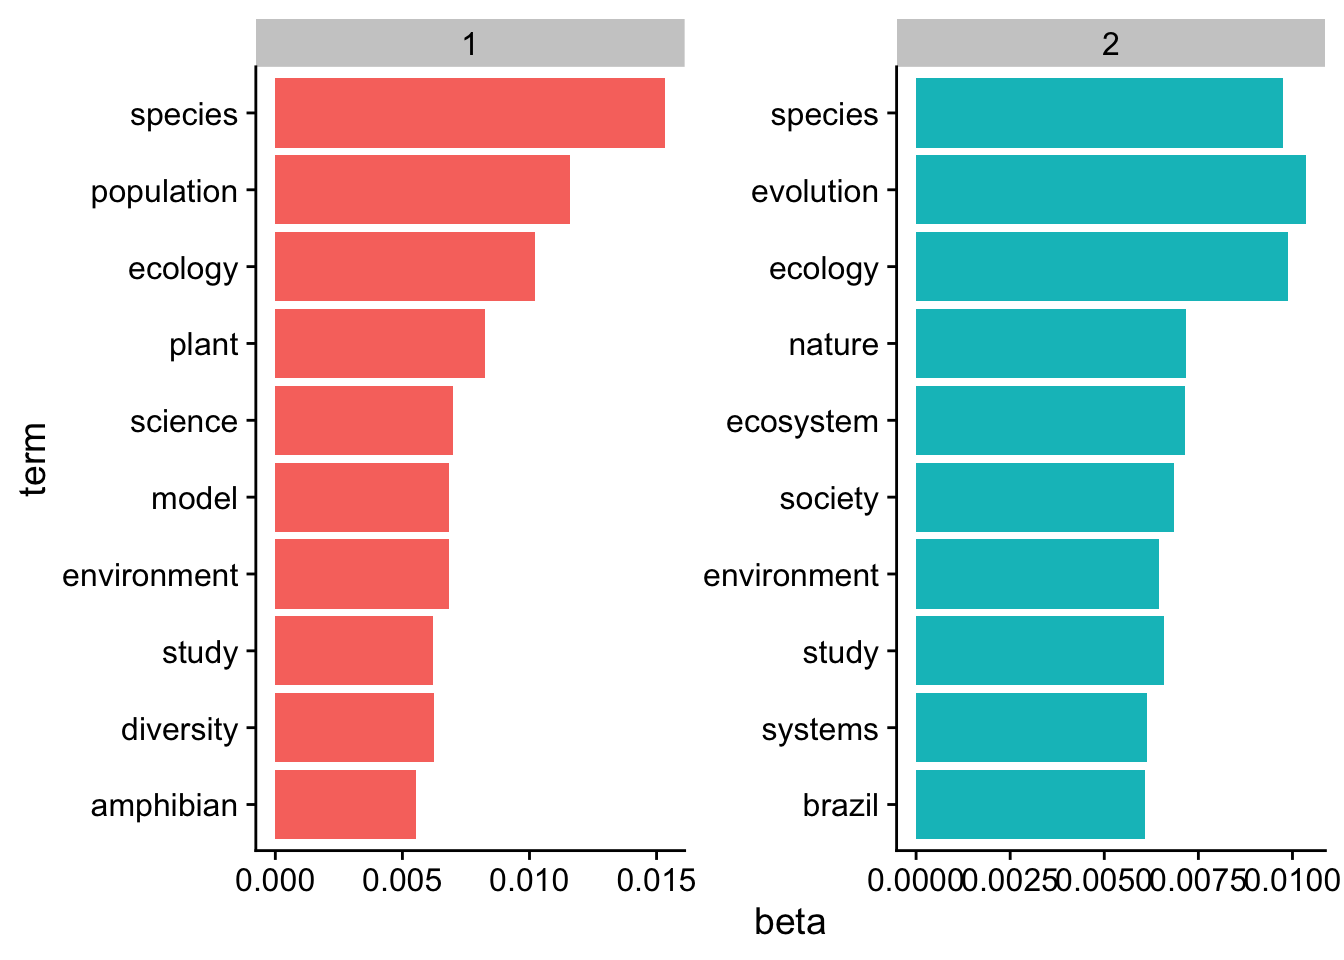 1
2
term
species
population
ecology
plant
science
model
environment
study
diversity
amphibian
0.000 0.005 0.010 0.015
species
evolution
ecology
nature
ecosystem
society
environment
study
systems
brazil
0.0000 0.0025 0.0050 0.0075 0.0100
beta